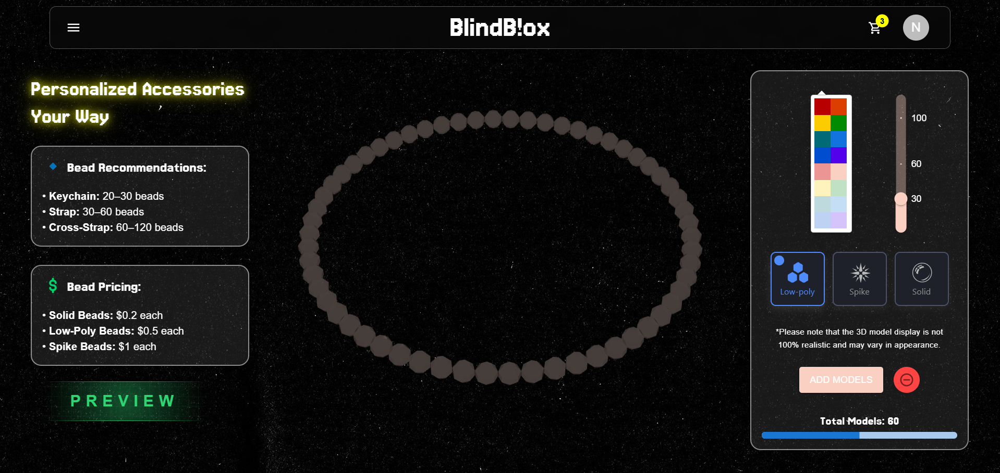 BlindB!ox
3
N
Personalized Accessories
Your Way
Bead Recommendations:
• Keychain: 20–30 beads
• Strap: 30–60 beads
• Cross-Strap: 60–120 beads
$ Bead Pricing:
• Solid Beads: $0.2 each
• Low-Poly Beads: $0.5 each
• Spike Beads: $1 each
PREVIEW
100
60
30
Low-poly
Spike
Solid
*Please note that the 3D model display is not
100% realistic and may vary in appearance.
ADD MODELS
Total Models: 60